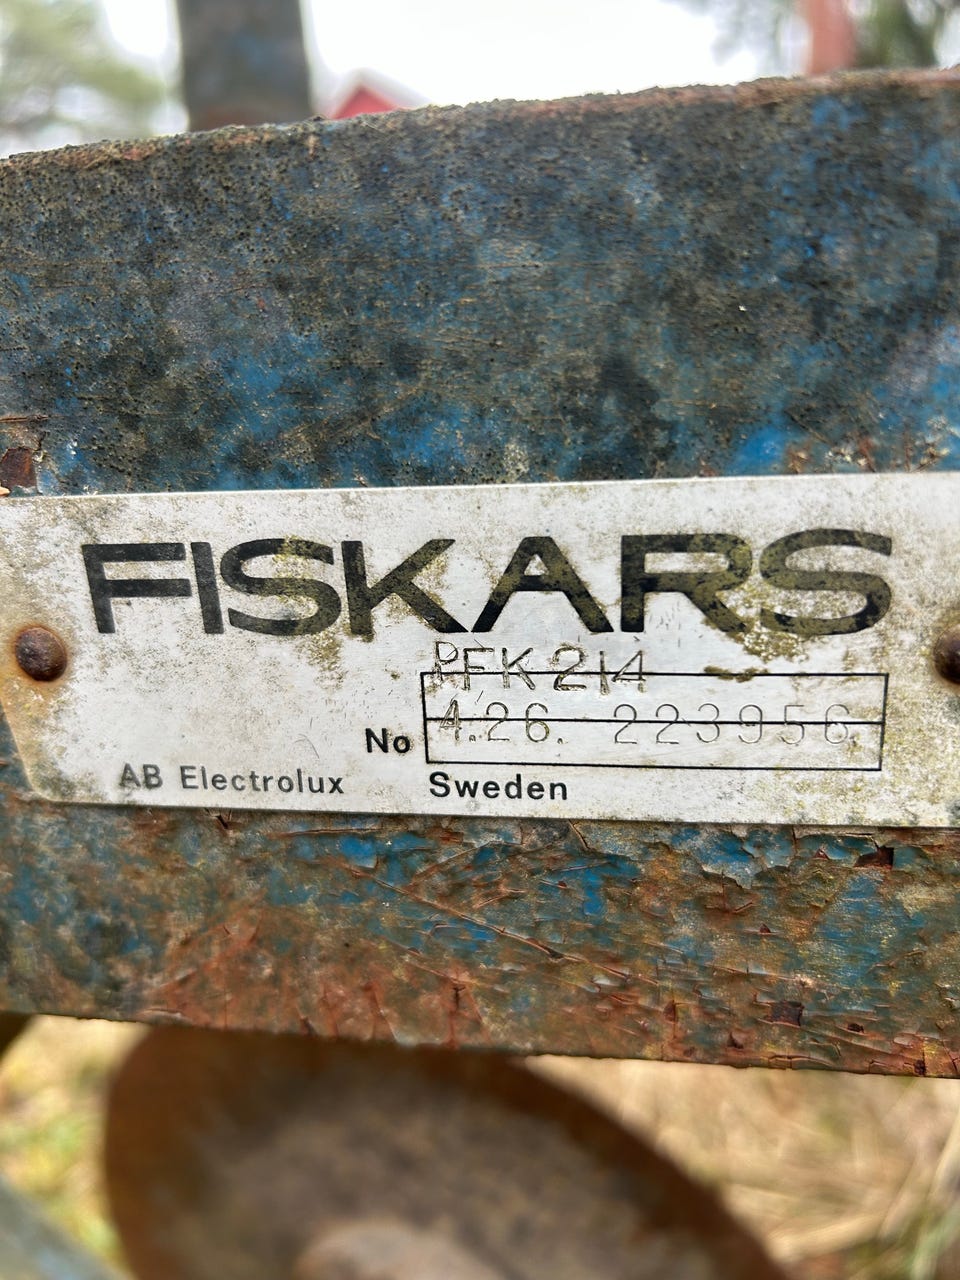 FISKARS
PFK 214
No 4.26. 223956
AB Electrolux Sweden